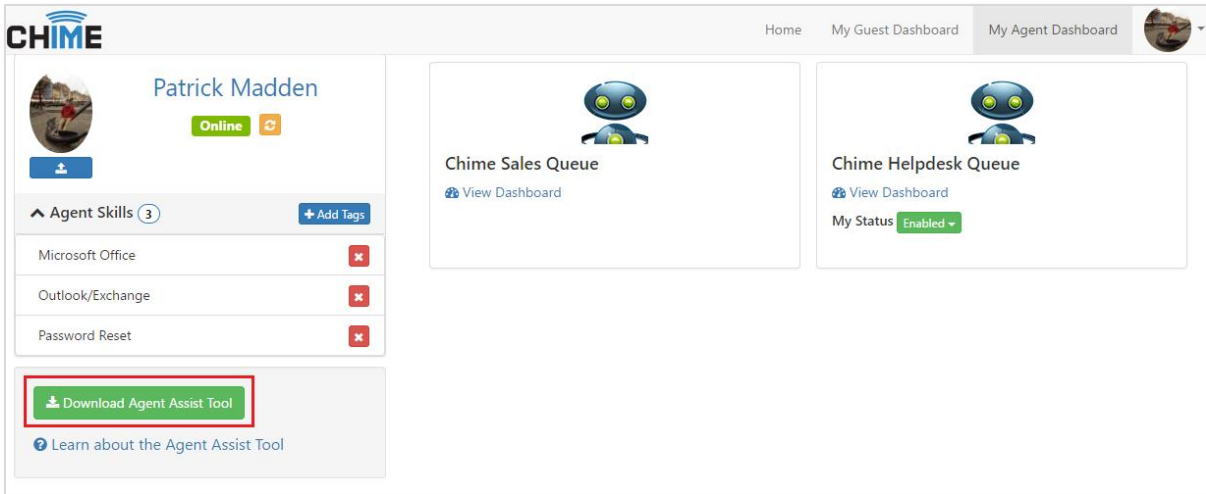 CHIME
Home My Guest Dashboard My Agent Dashboard
Patrick Madden
Online
Agent Skills 3
+ Add Tags
Microsoft Office
Outlook/Exchange
Password Reset
Download Agent Assist Tool
Learn about the Agent Assist Tool
Chime Sales Queue
View Dashboard
Chime Helpdesk Queue
View Dashboard
My Status Enabled